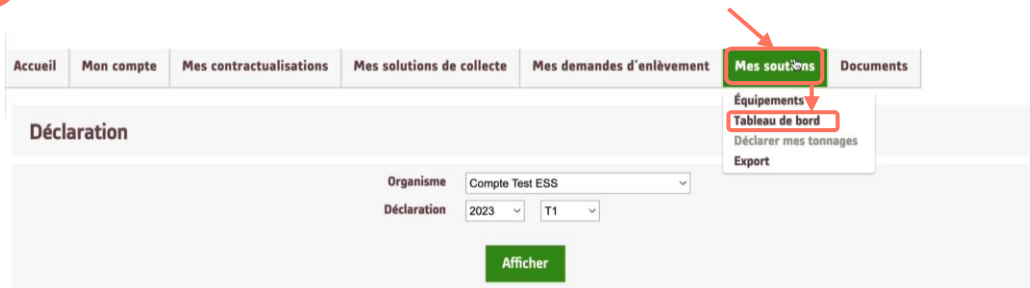 Accueil Mon compte Mes contractualisations Mes solutions de collecte Mes demandes d'enlèvement Mes soutiens Documents
Équipements
Tableau de bord
Déclarer mes tonnages
Export
Déclaration
Organisme Compte Test ESS
Déclaration 2023 T1
Afficher